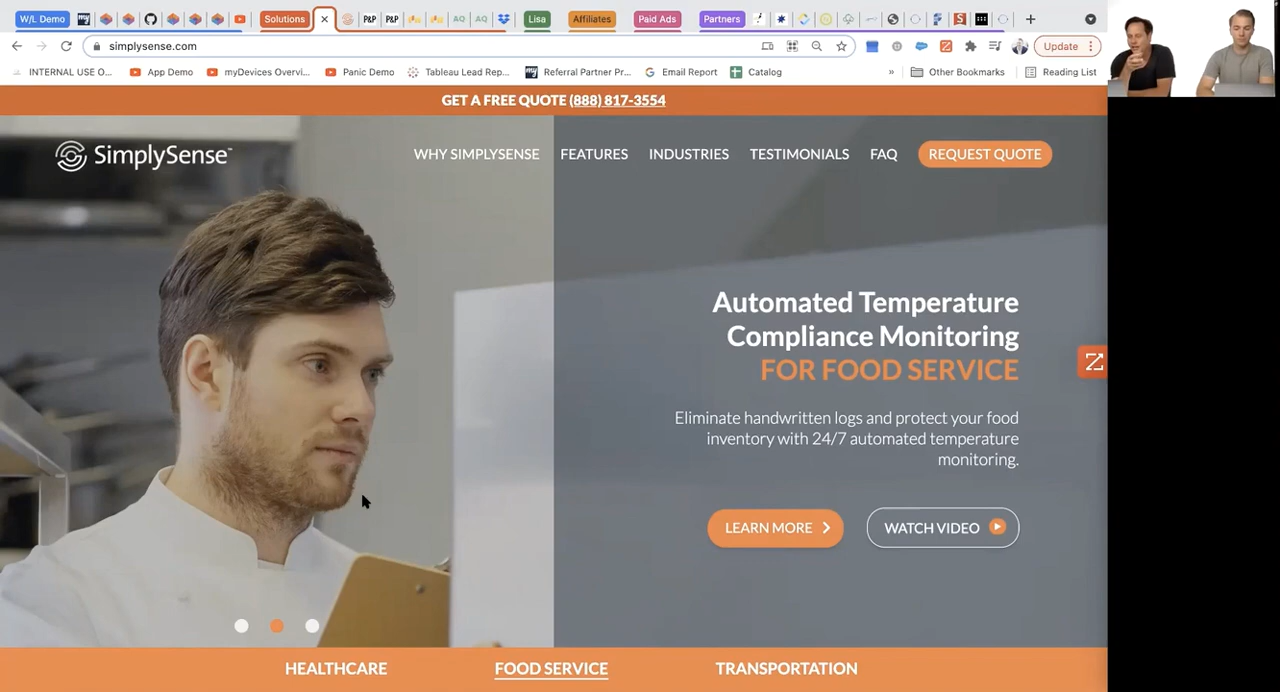 W/L Demo
Solutions
P&P
P&P
AQ
AQ
Lisa
Affiliates
Paid Ads
Partners
simplysense.com
Update
INTERNAL USE O...
App Demo
myDevices Overvi...
Panic Demo
Tableau Lead Rep...
Referral Partner Pr...
Email Report
Catalog
»
Other Bookmarks
Reading List
GET A FREE QUOTE (888) 817-3554
SimplySense™
WHY SIMPLYSENSE
FEATURES
INDUSTRIES
TESTIMONIALS
FAQ
REQUEST QUOTE
Automated Temperature
Compliance Monitoring
FOR FOOD SERVICE
Eliminate handwritten logs and protect your food
inventory with 24/7 automated temperature
monitoring.
LEARN MORE
WATCH VIDEO
HEALTHCARE
FOOD SERVICE
TRANSPORTATION